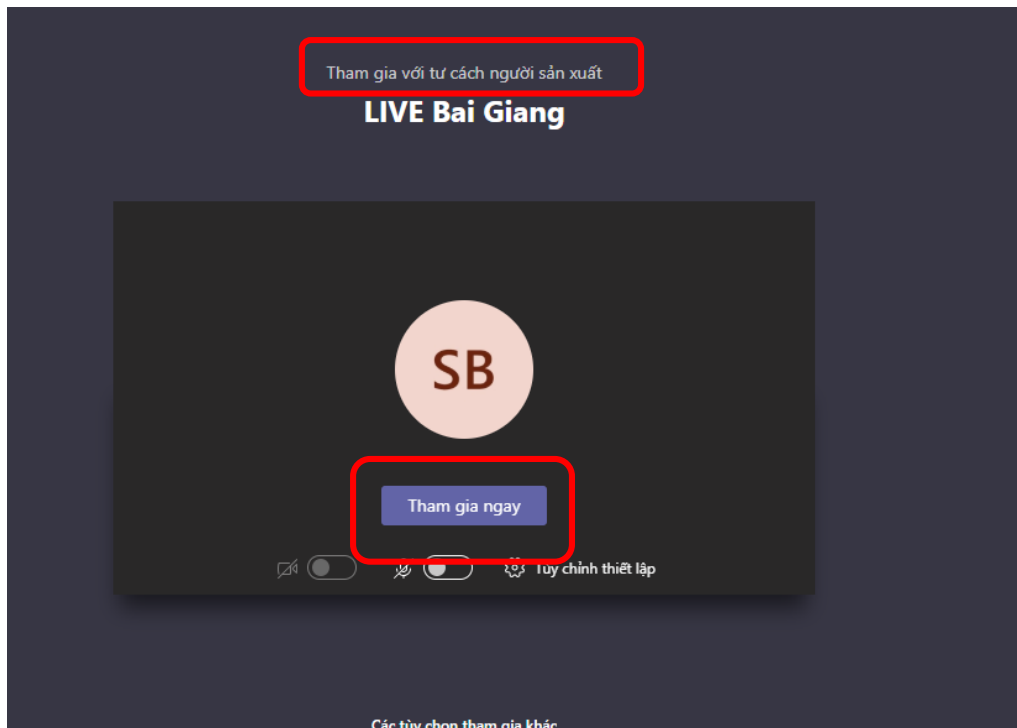 Tham gia với tư cách người sản xuất
LIVE Bai Giang
SB
Tham gia ngay
Tùy chỉnh thiết lập
Các tùy chọn tham gia khác